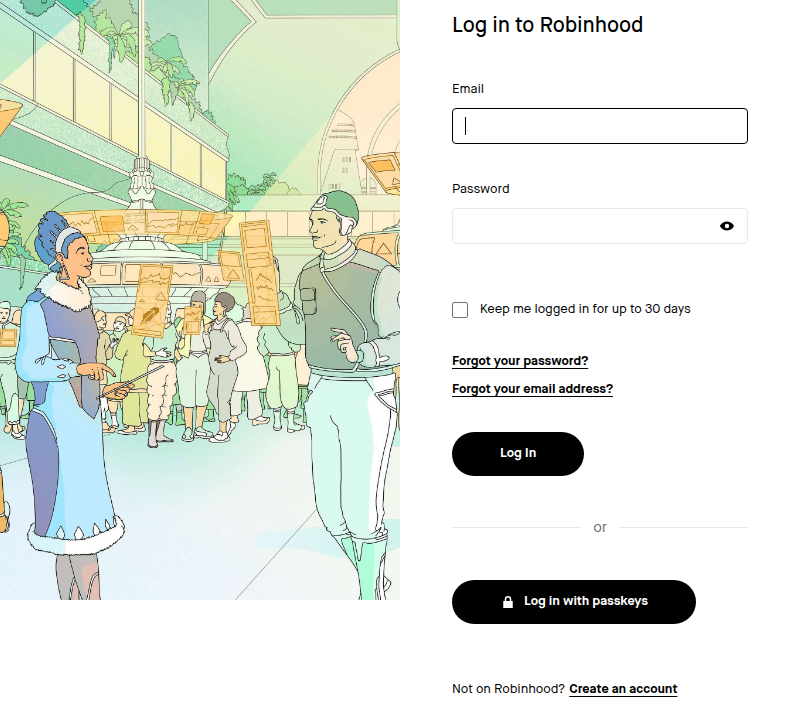 Log in to Robinhood
Email
Password
Keep me logged in for up to 30 days
Forgot your password?
Forgot your email address?
Log In
or
Log in with passkeys
Not on Robinhood? Create an account